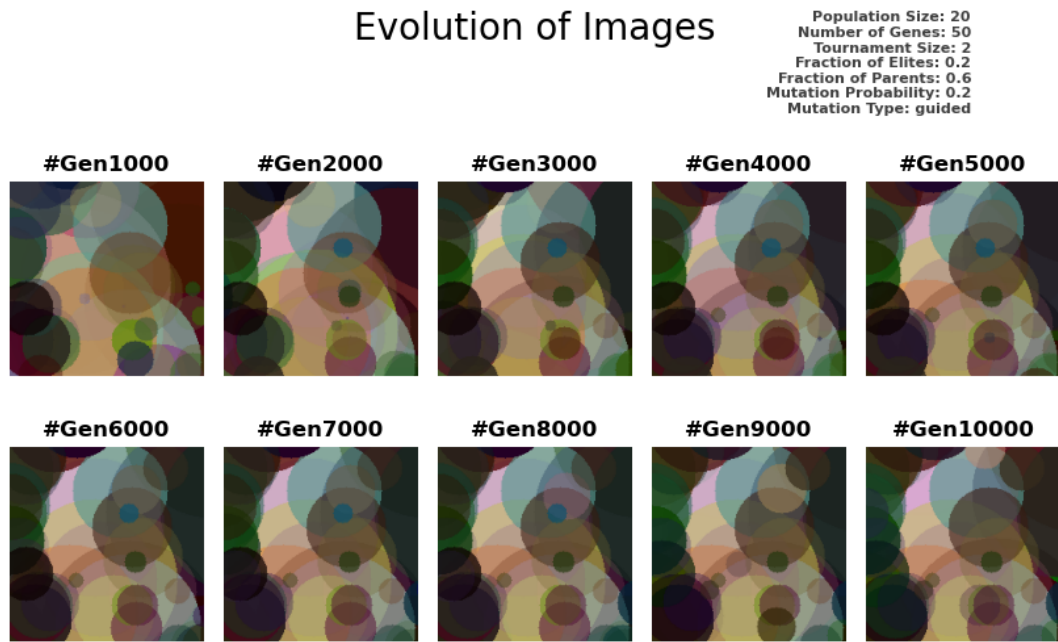 Evolution of Images
Population Size: 20
Number of Genes: 50
Tournament Size: 2
Fraction of Elites: 0.2
Fraction of Parents: 0.6
Mutation Probability: 0.2
Mutation Type: guided
#Gen1000 #Gen2000 #Gen3000 #Gen4000 #Gen5000
#Gen6000 #Gen7000 #Gen8000 #Gen9000 #Gen10000